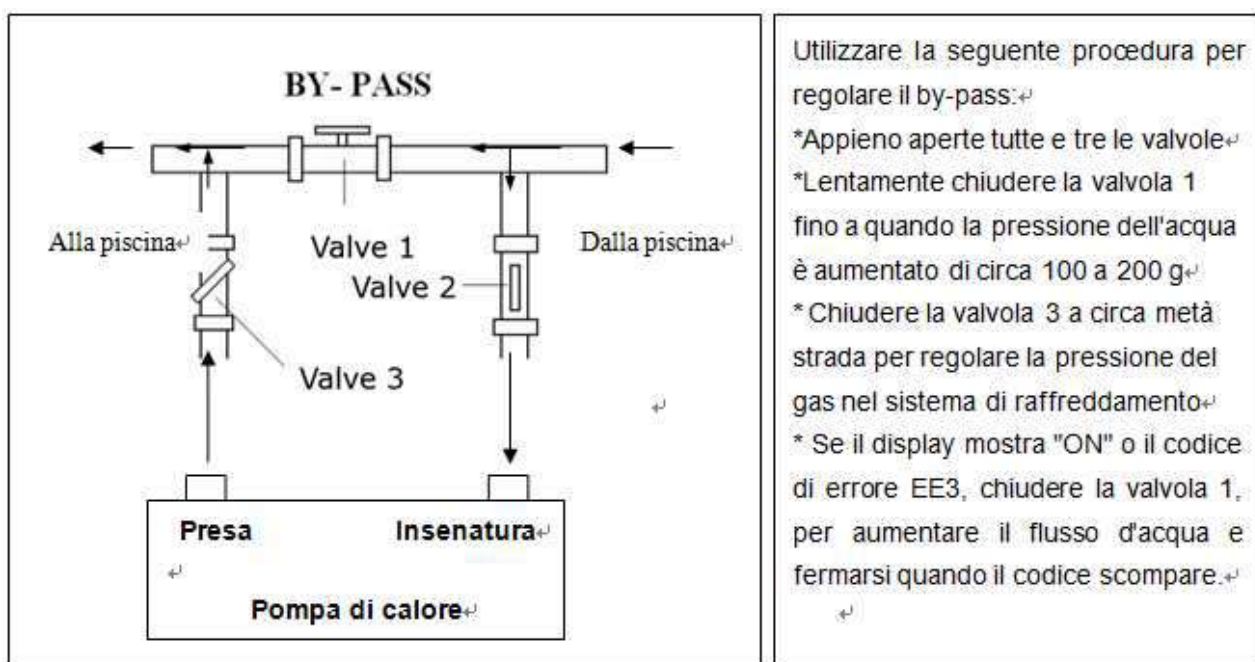 BY- PASS
Alla piscina
Valve 1
Dalla piscina
Valve 2
Valve 3
Presa
Insenatura
Pompa di calore
Utilizzare la seguente procedura per
regolare il by-pass:
*Appieno aperte tutte e tre le valvole
*Lentamente chiudere la valvola 1
fino a quando la pressione dell'acqua
è aumentato di circa 100 a 200 g
* Chiudere la valvola 3 a circa metà
strada per regolare la pressione del
gas nel sistema di raffreddamento
* Se il display mostra "ON" o il codice
di errore EE3, chiudere la valvola 1,
per aumentare il flusso d'acqua e
fermarsi quando il codice scompare.